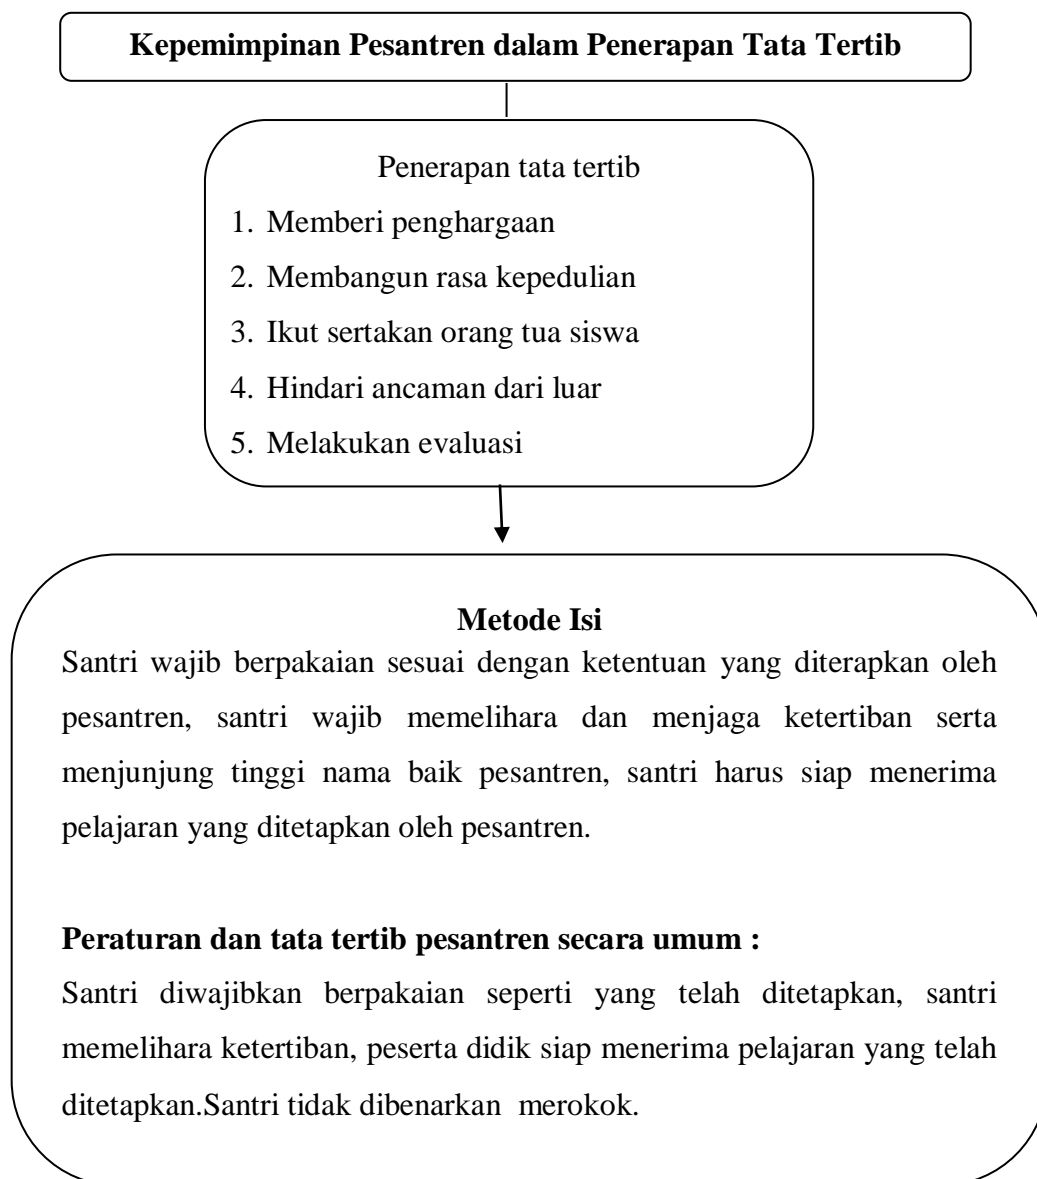 Kepemimpinan Pesantren dalam Penerapan Tata Tertib
Penerapan tata tertib
1. Memberi penghargaan
2. Membangun rasa kepedulian
3. Ikut sertakan orang tua siswa
4. Hindari ancaman dari luar
5. Melakukan evaluasi
Metode Isi
Santri wajib berpakaian sesuai dengan ketentuan yang diterapkan oleh
pesantren, santri wajib memelihara dan menjaga ketertiban serta
menjunjung tinggi nama baik pesantren, santri harus siap menerima
pelajaran yang ditetapkan oleh pesantren.
Peraturan dan tata tertib pesantren secara umum :
Santri diwajibkan berpakaian seperti yang telah ditetapkan, santri
memelihara ketertiban, peserta didik siap menerima pelajaran yang telah
ditetapkan.Santri tidak dibenarkan  merokok.